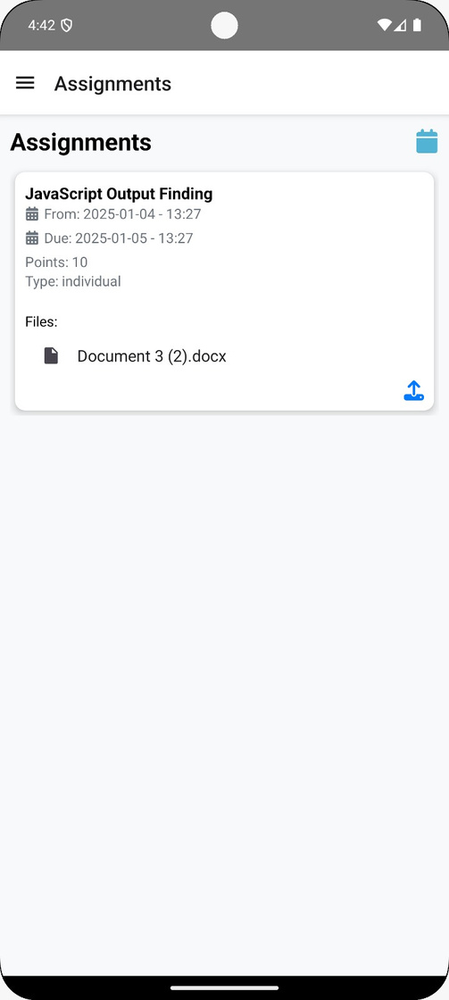 4:42
Assignments
Assignments
JavaScript Output Finding
From: 2025-01-04 - 13:27
Due: 2025-01-05 - 13:27
Points: 10
Type: individual
Files:
Document 3 (2).docx